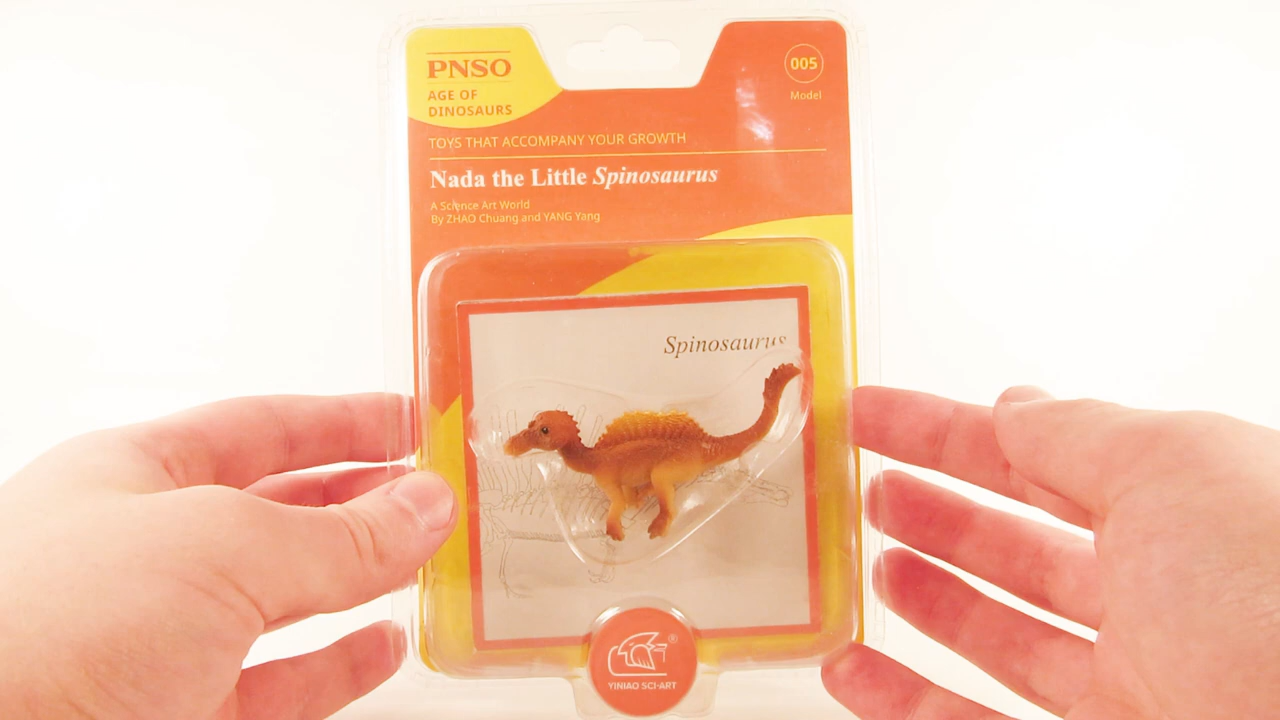 PNSO
AGE OF
DINOSAURS
005
Model
TOYS THAT ACCOMPANY YOUR GROWTH
Nada the Little Spinosaurus
A Science Art World
By ZHAO Chuang and YANG Yang
Spinosaurus
®
YINIAO SCI-ART